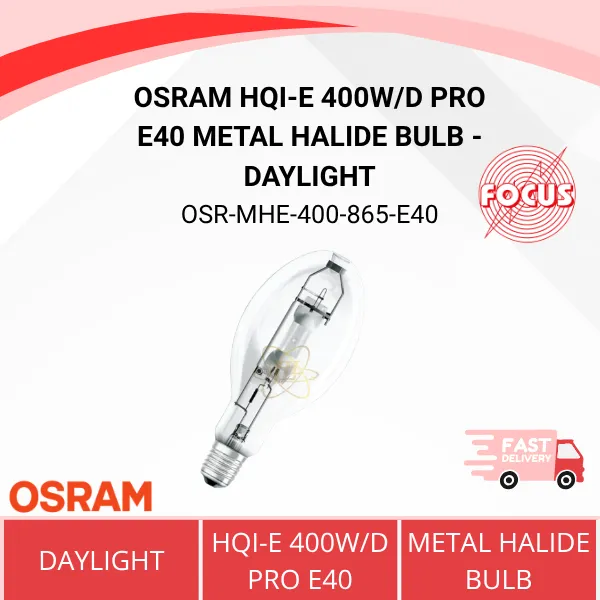 OSRAM HQI-E 400W/D PRO
E40 METAL HALIDE BULB -
DAYLIGHT
OSR-MHE-400-865-E40
FOCUS
FAST
DELIVERY
OSRAM
DAYLIGHT
HQI-E 400W/D
PRO E40
METAL HALIDE
BULB